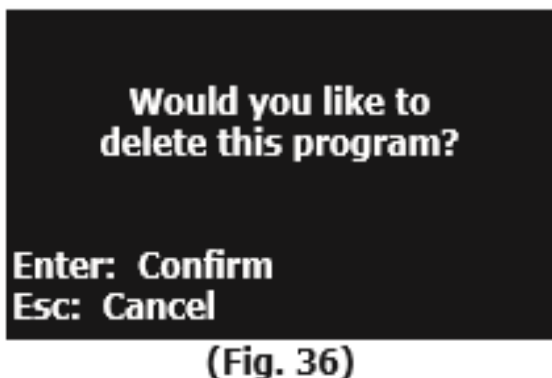 Would you like to
delete this program?
Enter: Confirm
Esc: Cancel
(Fig. 36)